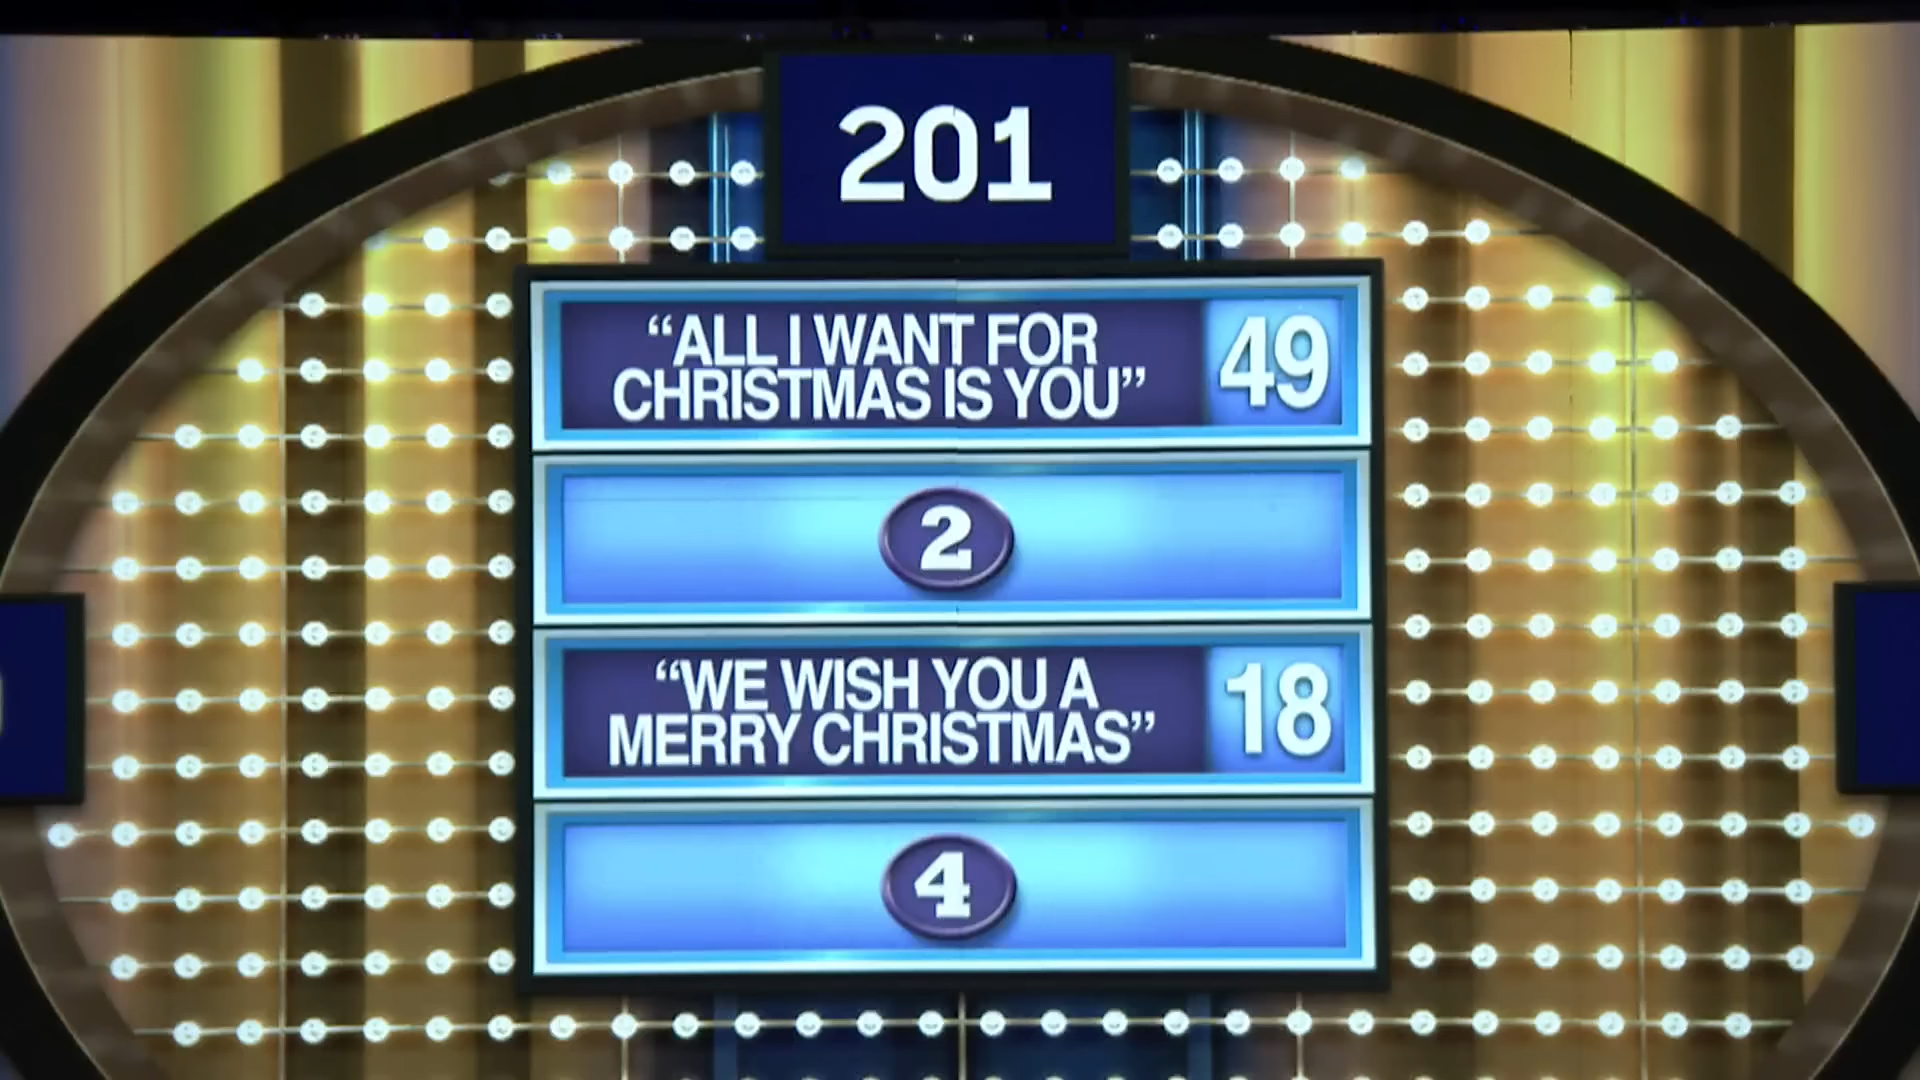 201
“ALL I WANT FOR
CHRISTMAS IS YOU”
49
2
“WE WISH YOU A
MERRY CHRISTMAS”
18
4